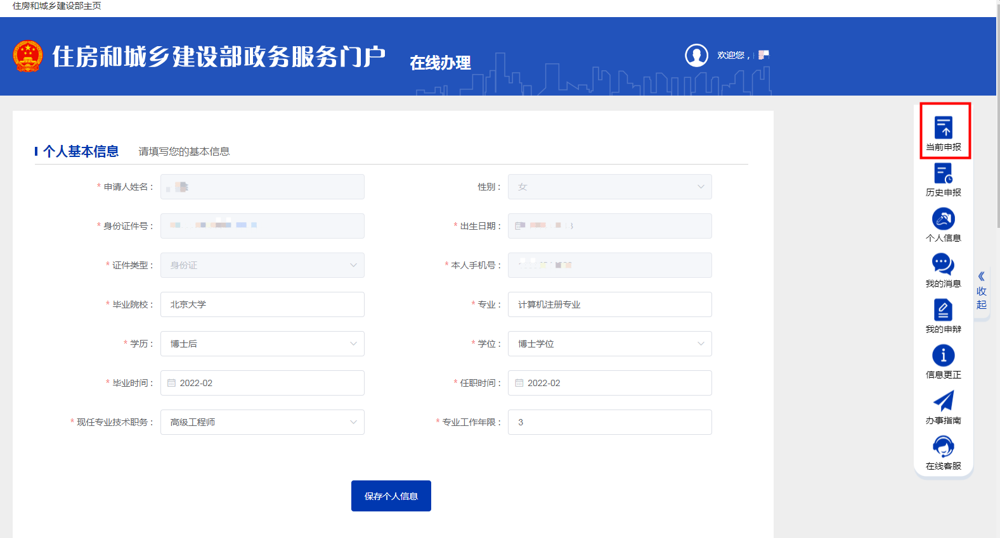 住房和城乡建设部主页
住房和城乡建设部政务服务门户
在线办理
欢迎您，
个人基本信息 请填写您的基本信息
* 申请人姓名：
性别： 女
* 身份证件号：
* 出生日期：
* 证件类型： 身份证
* 本人手机号：
* 毕业院校： 北京大学
* 专业： 计算机注册专业
* 学历： 博士后
* 学位： 博士学位
* 毕业时间： 2022-02
* 任职时间： 2022-02
* 现任专业技术职务： 高级工程师
* 专业工作年限： 3
保存个人信息
当前申报
历史申报
个人信息
我的消息
我的申辩
信息更正
办事指南
在线客服
《
收
起